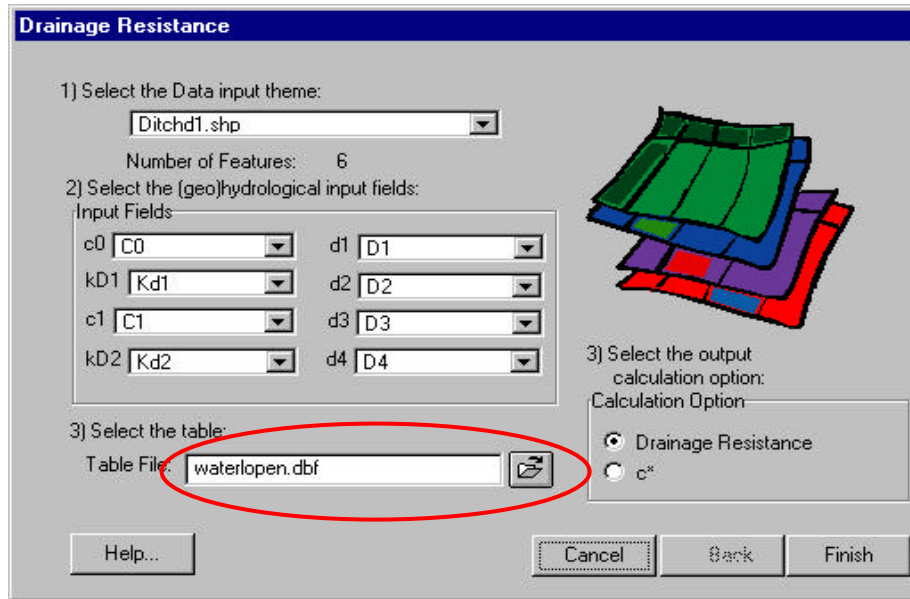 Drainage Resistance
1) Select the Data input theme:
Ditchd1.shp
Number of Features: 6
2) Select the (geo)hydrological input fields:
Input Fields
c0 C0
d1 D1
kD1 Kd1
d2 D2
c1 C1
d3 D3
kD2 Kd2
d4 D4
3) Select the table:
Table File: waterlopen.dbf
3) Select the output
calculation option:
Calculation Option
Drainage Resistance
c*
Help...
Cancel
Back
Finish